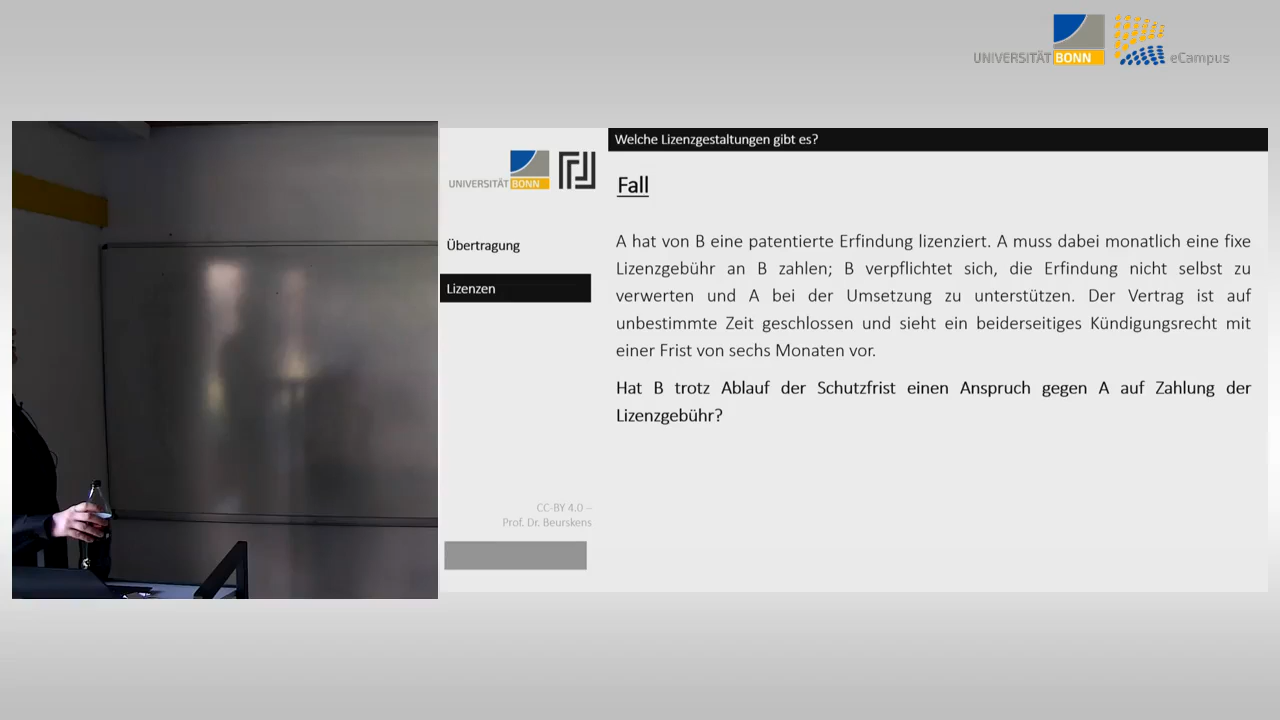 UNIVERSITÄT BONN
eCampus
Welche Lizenzgestaltungen gibt es?
UNIVERSITÄT BONN
Fall
Übertragung
Lizenzen
A hat von B eine patentierte Erfindung lizenziert. A muss dabei monatlich eine fixe
Lizenzgebühr an B zahlen; B verpflichtet sich, die Erfindung nicht selbst zu
verwerten und A bei der Umsetzung zu unterstützen. Der Vertrag ist auf
unbestimmte Zeit geschlossen und sieht ein beiderseitiges Kündigungsrecht mit
einer Frist von sechs Monaten vor.
Hat B trotz Ablauf der Schutzfrist einen Anspruch gegen A auf Zahlung der
Lizenzgebühr?
CC-BY 4.0 –
Prof. Dr. Beurskens